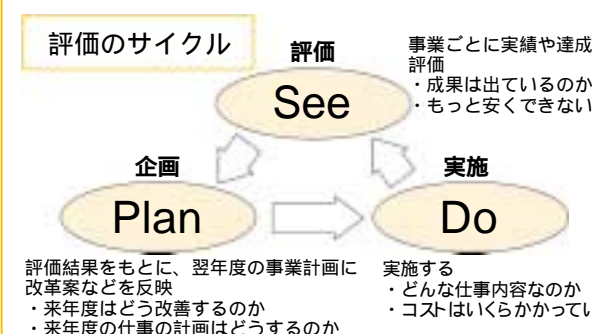 評価のサイクル
評価
See
事業ごとに実績や達成
評価
・成果は出ているのか
・もっと安くできない
企画
Plan
実施
Do
評価結果をもとに、翌年度の事業計画に
改革案などを反映
・来年度はどう改善するのか
・来年度の仕事の計画はどうするのか
実施する
・どんな仕事内容なのか
・コストはいくらかかってい